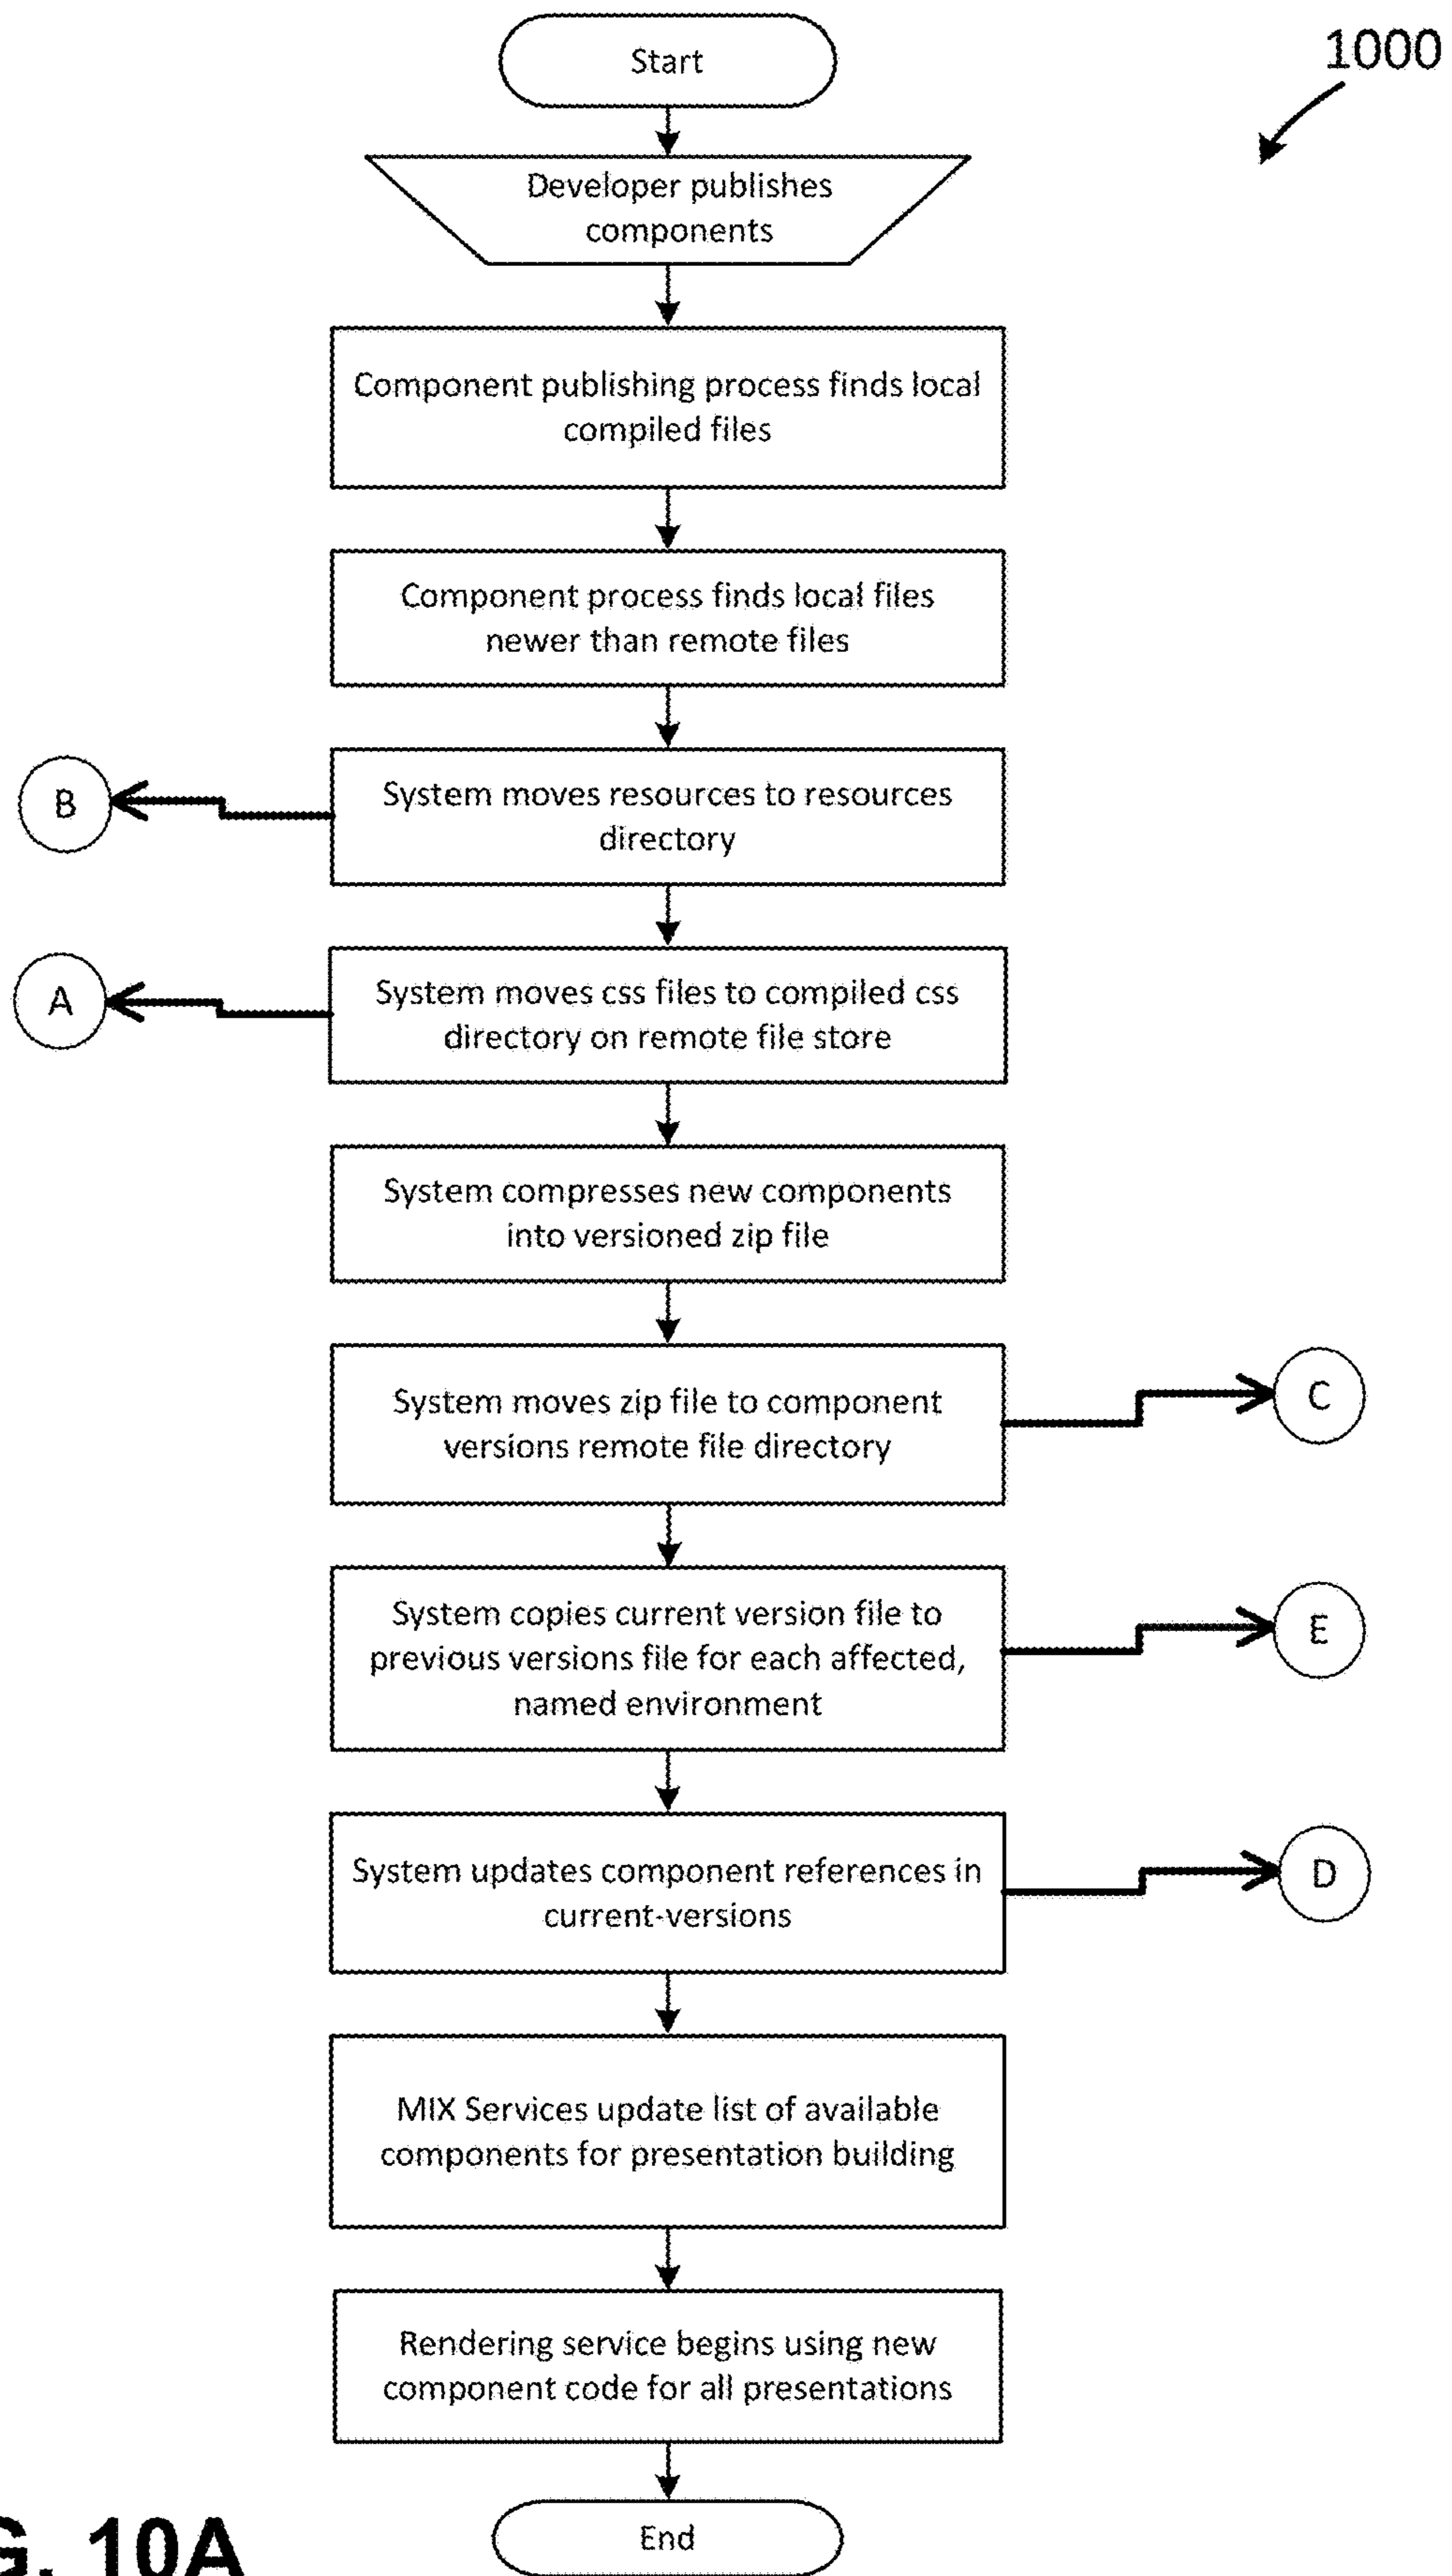 Start
1000
Developer publishes
components
Component publishing process finds local
compiled files
Component process finds local files
newer than remote files
B
System moves resources to resources
directory
A
System moves css files to compiled css
directory on remote file store
System compresses new components
into versioned zip file
System moves zip file to component
versions remote file directory
C
System copies current version file to
previous versions file for each affected,
named environment
E
System updates component references in
current-versions
D
MIX Services update list of available
components for presentation building
Rendering service begins using new
component code for all presentations
End
G. 10A